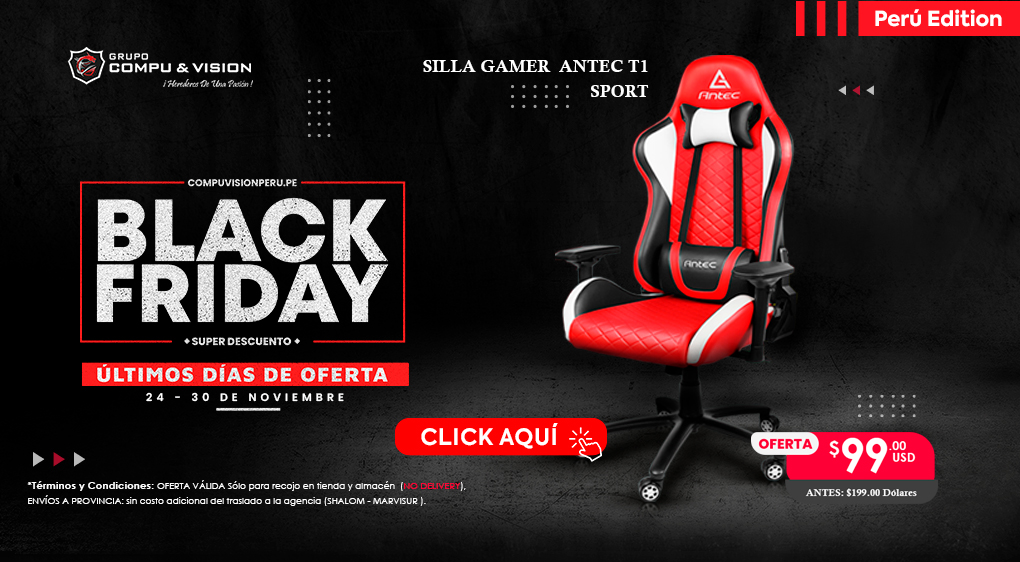 Perú Edition
GRUPO
COMPU & VISION
¡Herederos De Una Pasión!
SILLA GAMER ANTEC T1
SPORT
Antec
Antec
COMPUVISIONPERU.PE
BLACK
FRIDAY
SUPER DESCUENTO
ÚLTIMOS DÍAS DE OFERTA
24 - 30 DE NOVIEMBRE
CLICK AQUÍ
OFERTA
$99.00 USD
ANTES: $199.00 Dólares
*Términos y Condiciones: OFERTA VÁLIDA Sólo para recojo en tienda y almacén (NO DELIVERY),
ENVÍOS A PROVINCIA: sin costo adicional del traslado a la agencia (SHALOM - MARVISUR ).